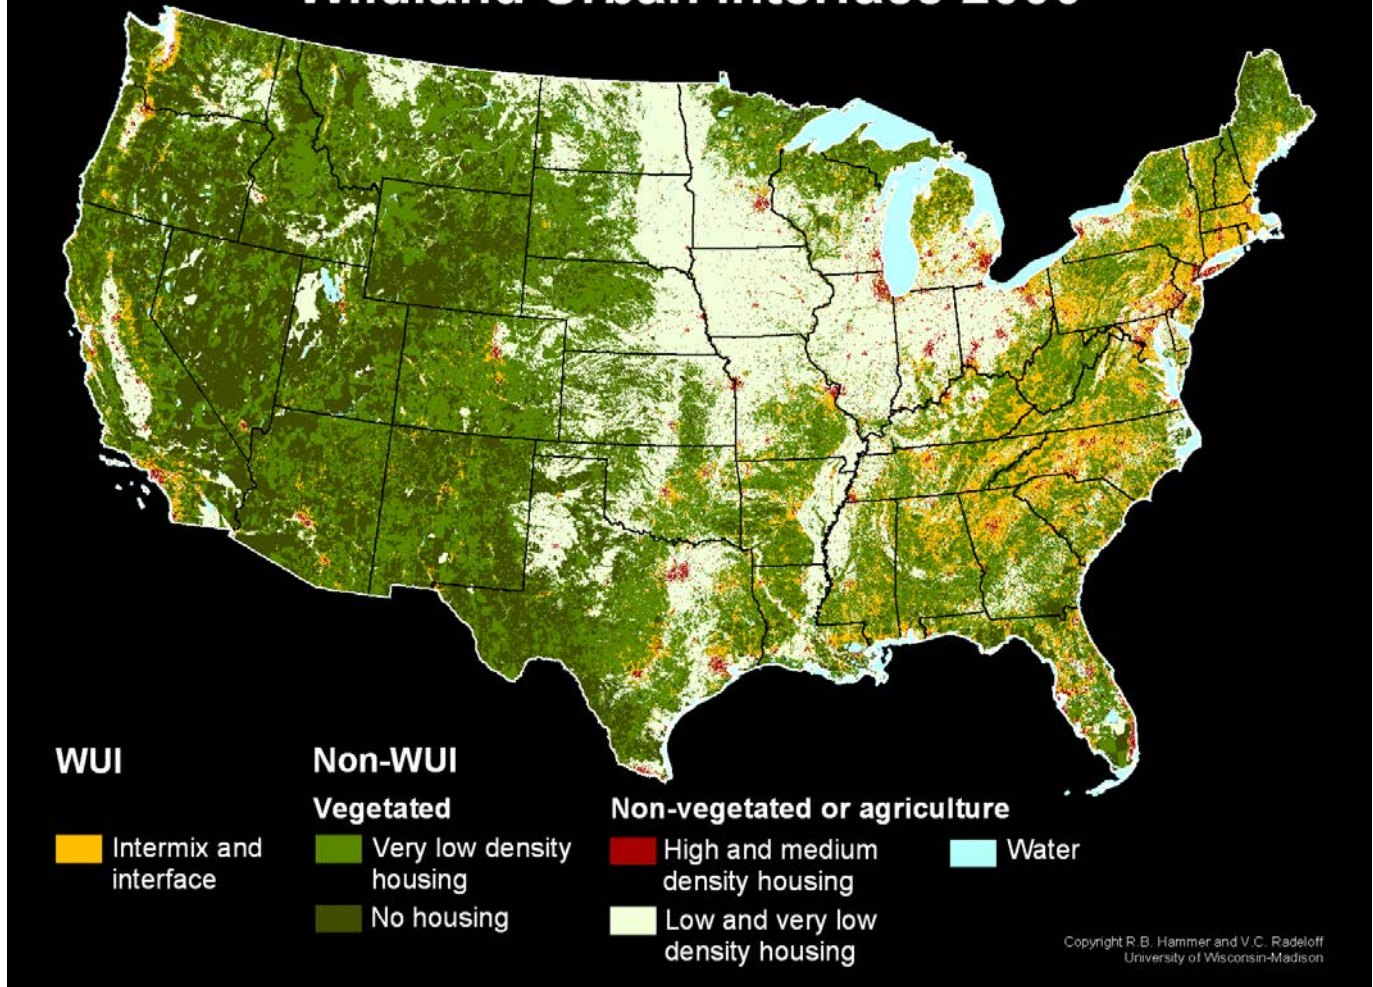 WUI
Non-WUI
Vegetated
Non-vegetated or agriculture
Intermix and
interface
Very low density
housing
No housing
High and medium
density housing
Low and very low
density housing
Water
Copyright R.B. Hammer and V.C. Radeloff
University of Wisconsin-Madison